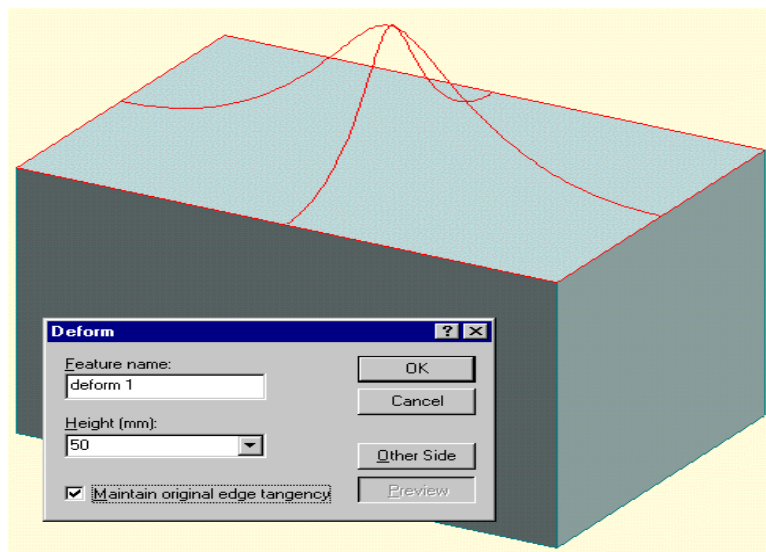 Deform
?
Feature name:
deform 1
OK
Cancel
Height (mm):
50
Other Side
Maintain original edge tangency
Preview